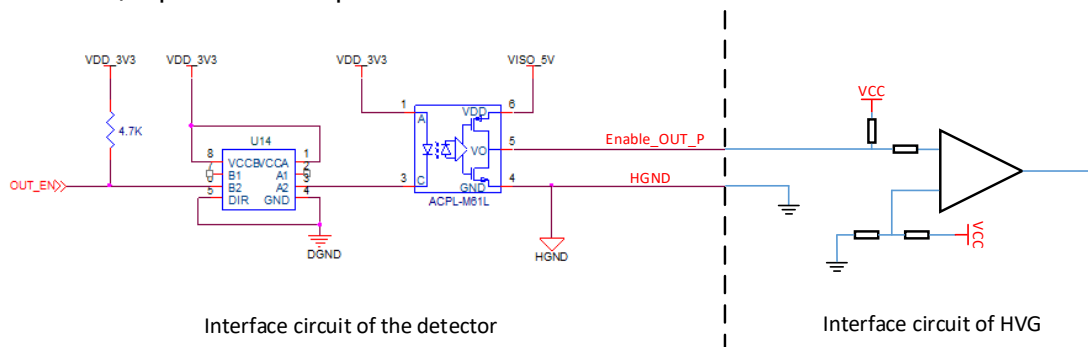 VDD_3V3
VDD_3V3
VDD_3V3
VISO_5V
4.7K
U14
8 VCCB VCCA 1
B1 A1 2
6 B2 A2 3
5 DIR GND 4
OUT_EN
DGND
1 A
VDD 6
VO 5
3 C
GND 4
ACPL-M61L
Enable_OUT_P
HGND
HGND
VCC
VCC
Interface circuit of the detector
Interface circuit of HVG